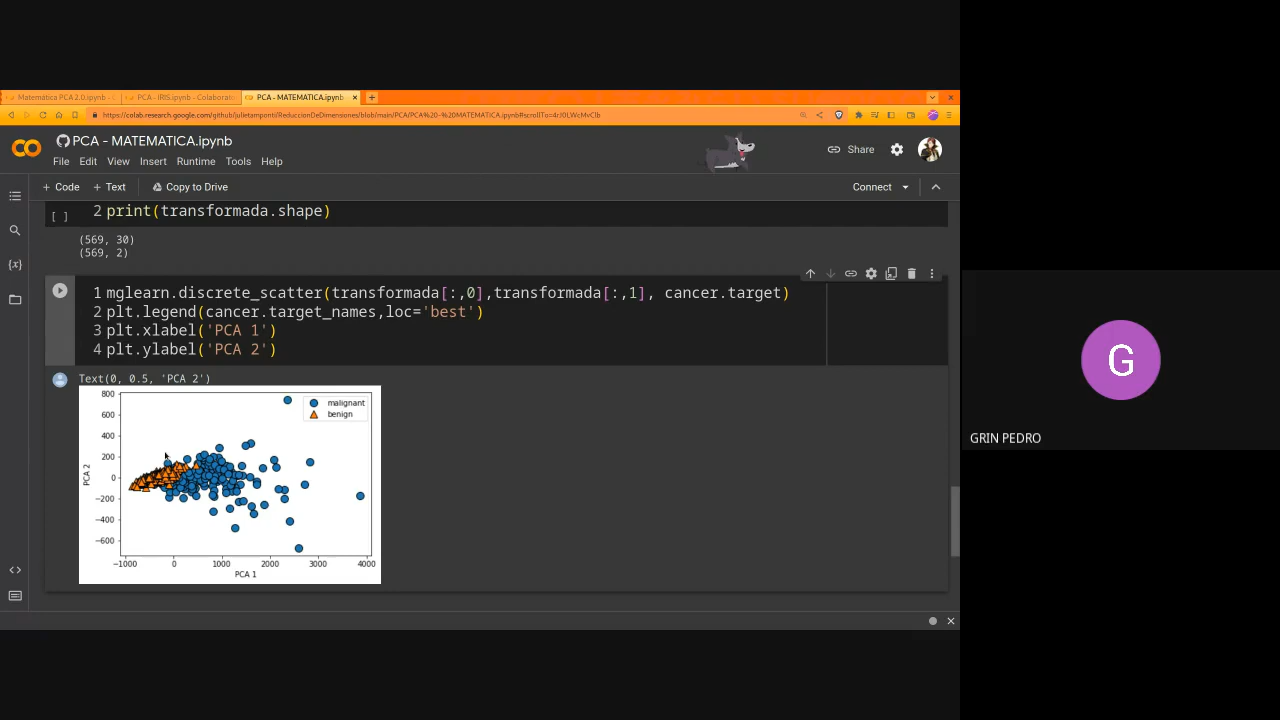 Matemática PCA 2.0.ipynb - C
PCA - IRIS.ipynb - Colaborato
PCA - MATEMATICA.ipynb
PCA - MATEMATICA.ipynb
File Edit View Insert Runtime Tools Help
Share
+ Code + Text Copy to Drive
Connect
[ ] 2 print(transformada.shape)
(569, 30)
(569, 2)
1 mglearn.discrete_scatter(transformada[:,0],transformada[:,1], cancer.target)
2 plt.legend(cancer.target_names,loc='best')
3 plt.xlabel('PCA 1')
4 plt.ylabel('PCA 2')
Text(0, 0.5, 'PCA 2')
malignant
benign
800
600
400
200
0
−200
−400
−600
PCA 2
−1000 0 1000 2000 3000 4000
PCA 1
G
GRIN PEDRO